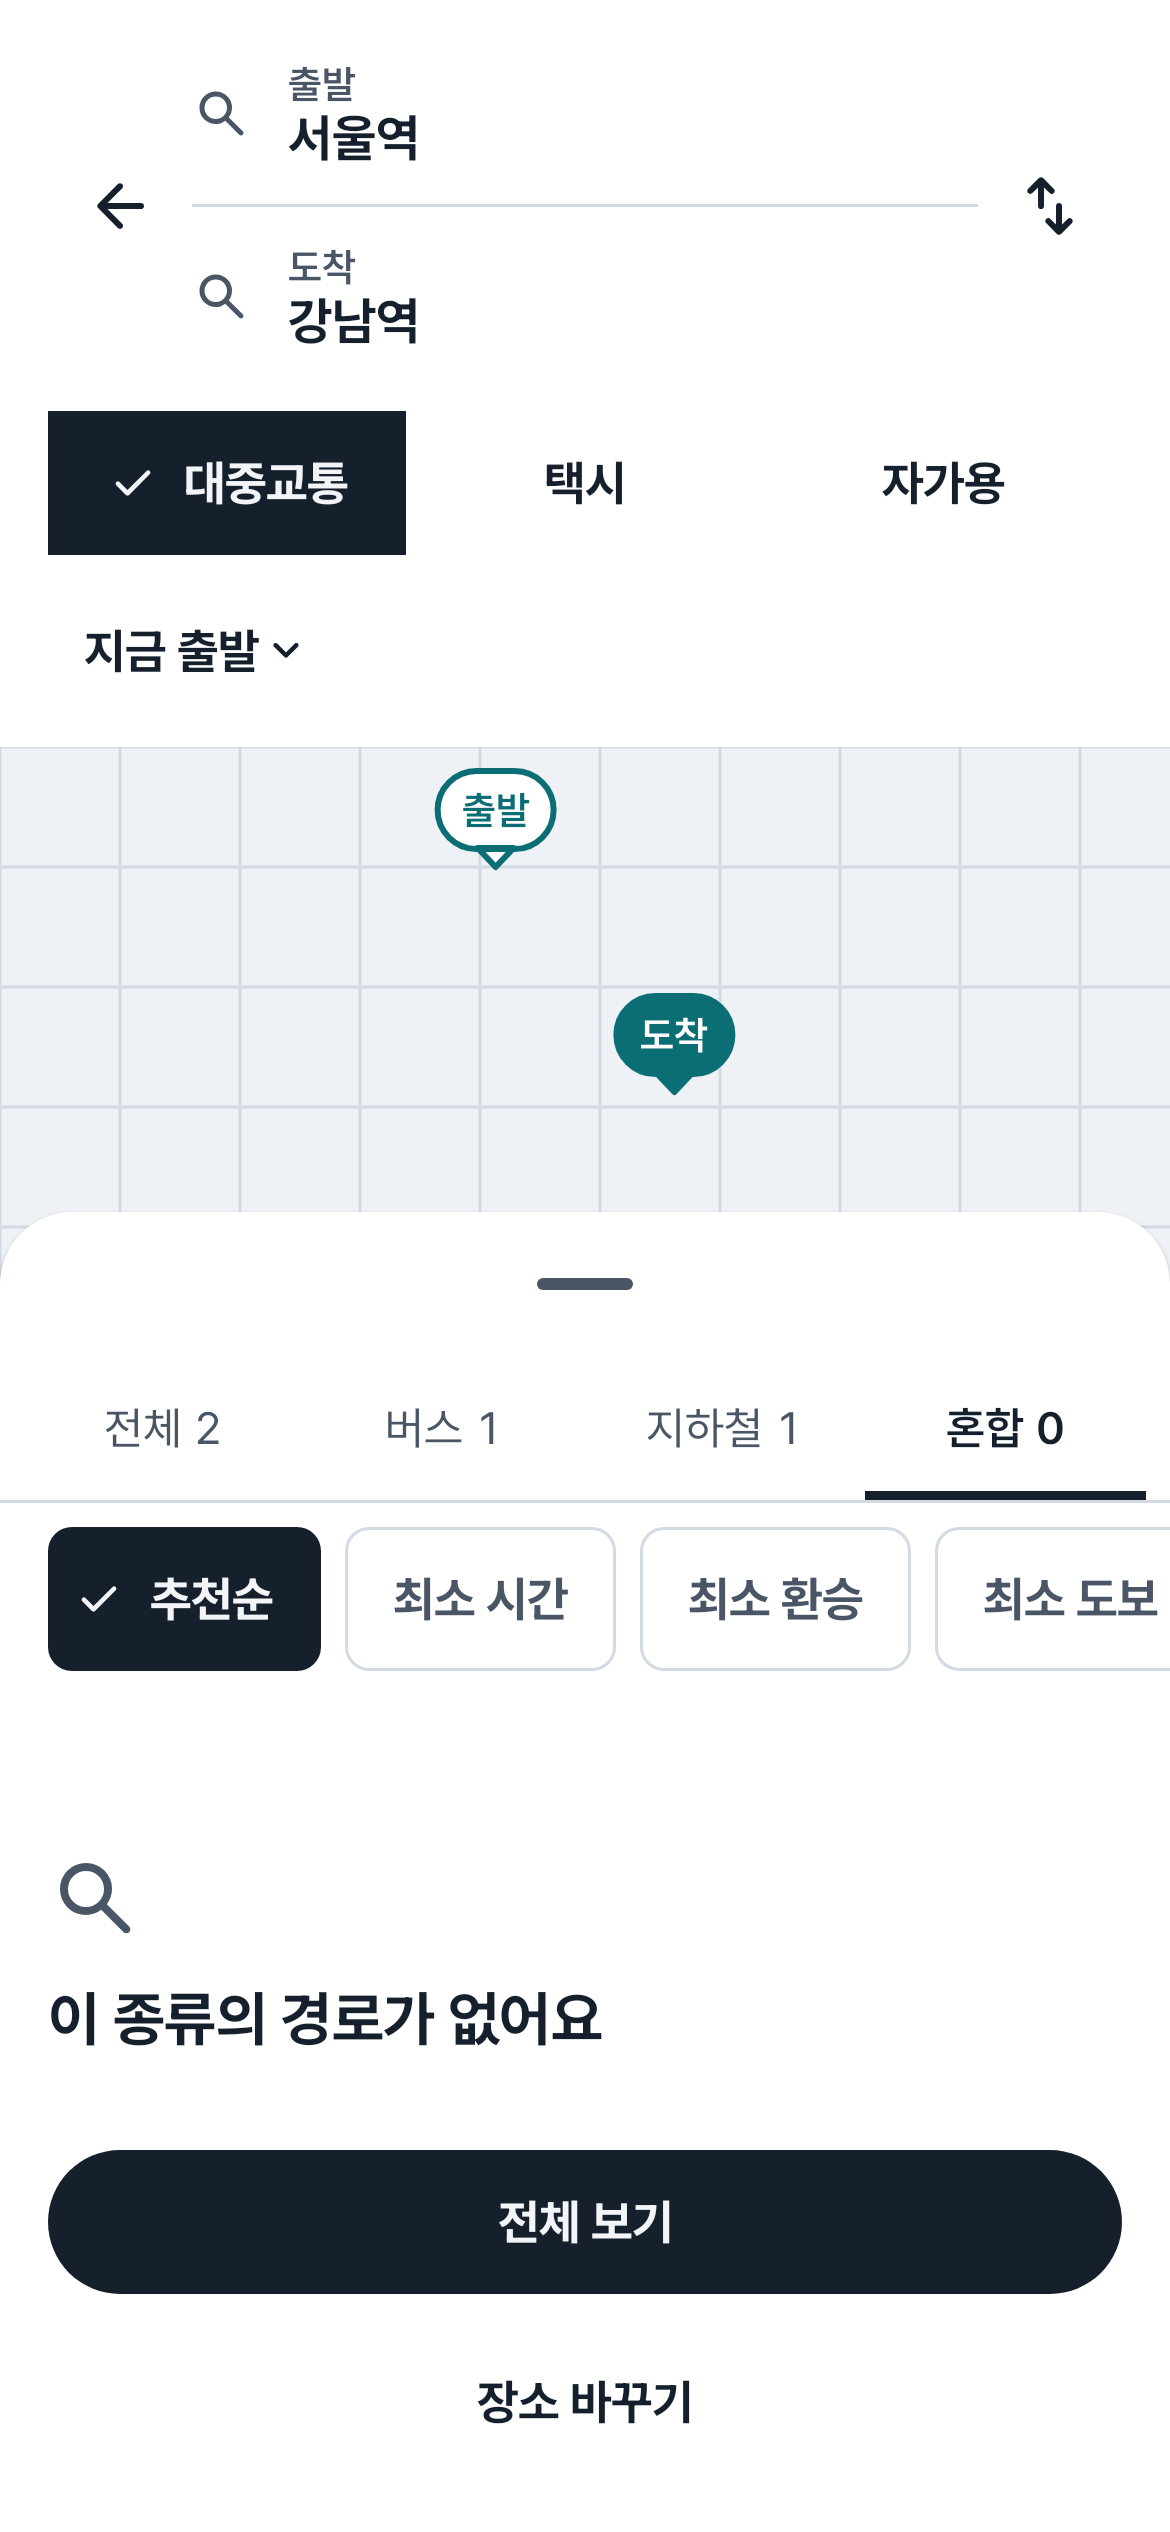 출발
서울역
도착
강남역
대중교통 택시 자가용
지금 출발
출발
도착
전체 2 버스 1 지하철 1 혼합 0
추천순 최소 시간 최소 환승 최소 도보
이 종류의 경로가 없어요
전체 보기
장소 바꾸기